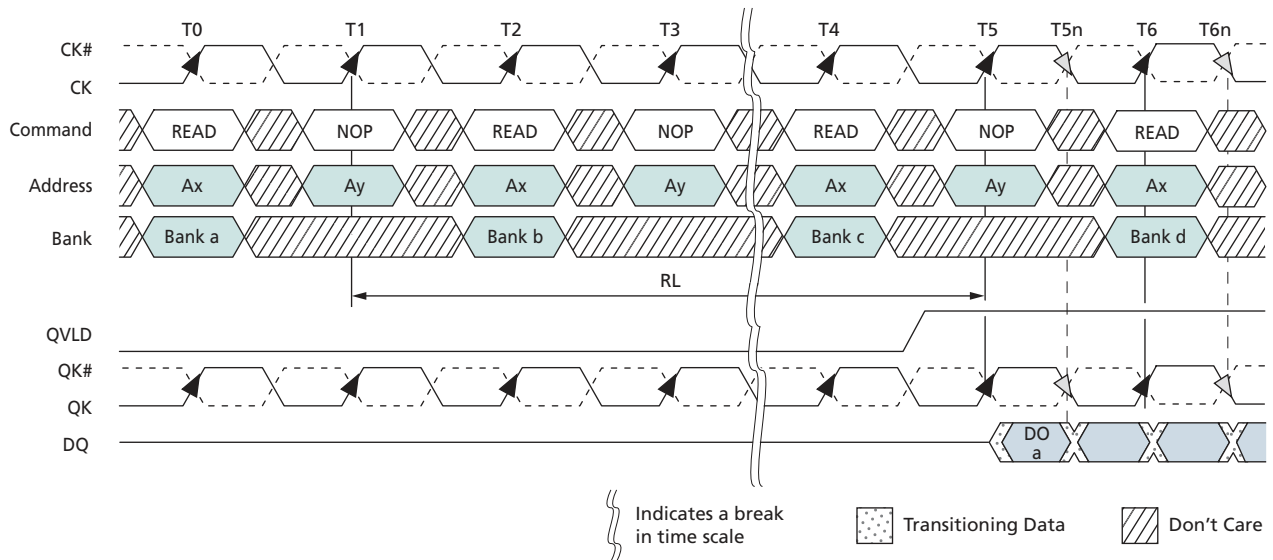 T0 T1 T2 T3 T4 T5 T5n T6 T6n
CK#
CK
Command READ NOP READ NOP READ NOP READ
Address Ax Ay Ax Ay Ax Ay Ax
Bank Bank a Bank b Bank c Bank d
RL
QVLD
QK#
QK
DQ DO
a
Indicates a break
in time scale
Transitioning Data
Don't Care